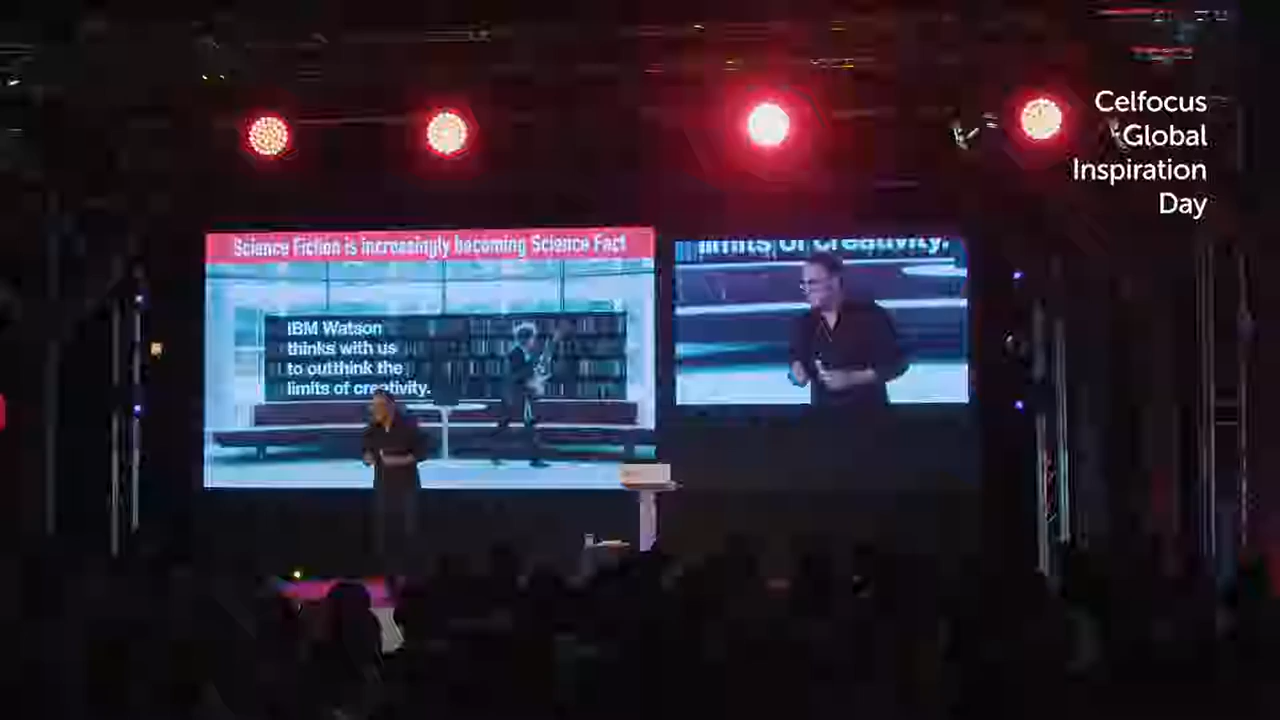 Celfocus
Global
Inspiration
Day
Science Fiction is increasingly becoming Science Fact
IBM Watson
thinks with us
to outthink the
limits of creativity.
limits of creativity.